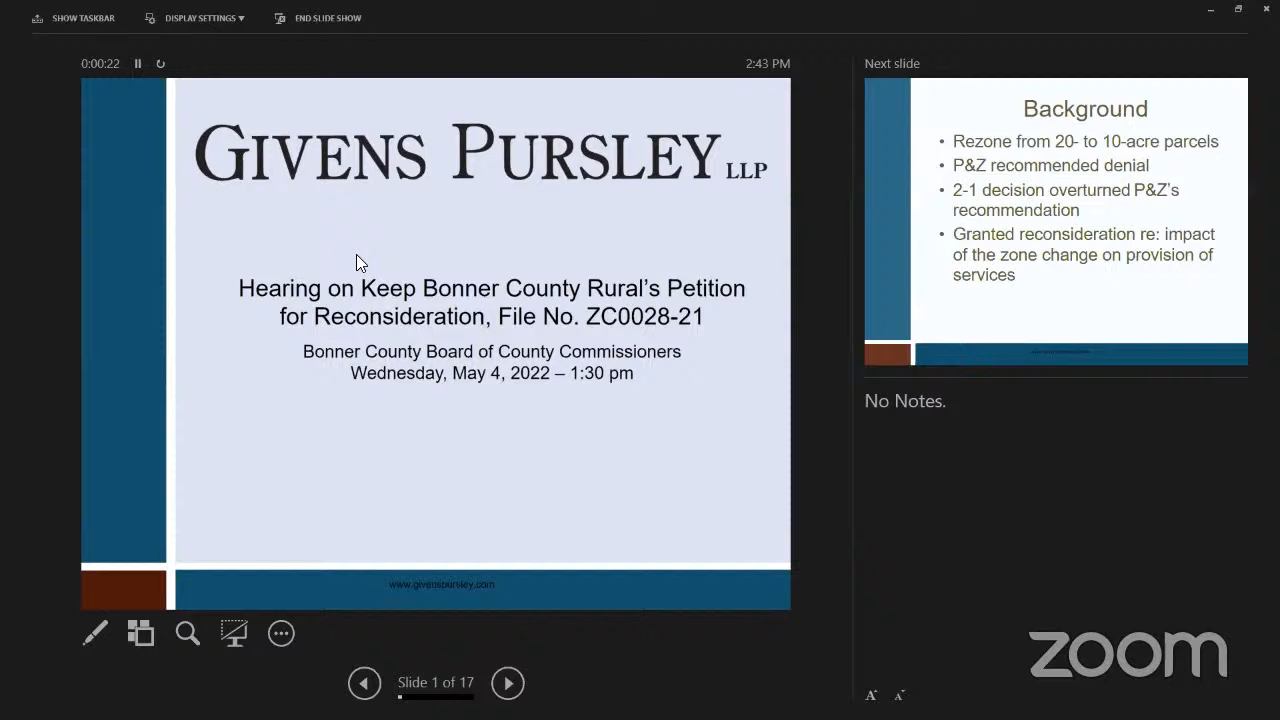 SHOW TASKBAR
DISPLAY SETTINGS ▼
END SLIDE SHOW
0:00:22
2:43 PM
GIVENS PURSLEY LLP
Hearing on Keep Bonner County Rural’s Petition
for Reconsideration, File No. ZC0028-21
Bonner County Board of County Commissioners
Wednesday, May 4, 2022 – 1:30 pm
www.givenspursley.com
Slide 1 of 17
Next slide
Background
• Rezone from 20- to 10-acre parcels
• P&Z recommended denial
• 2-1 decision overturned P&Z’s
recommendation
• Granted reconsideration re: impact
of the zone change on provision of
services
No Notes.
A A
zoom